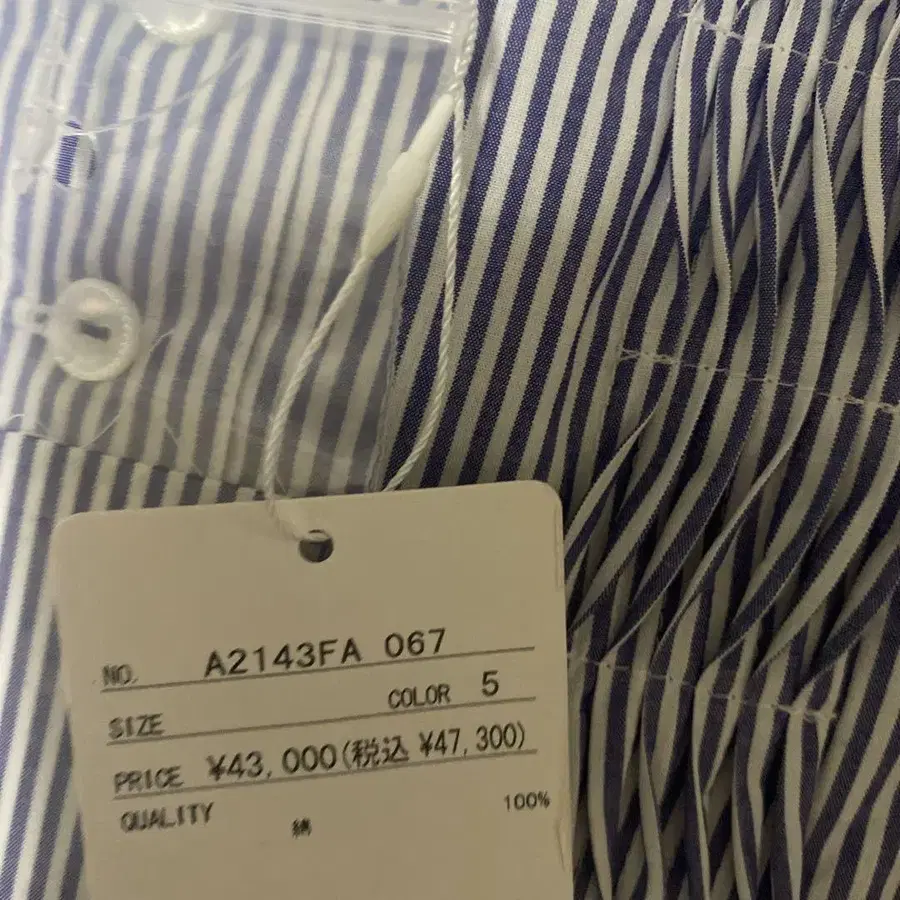 NO. A2143FA 067
SIZE COLOR 5
PRICE ¥43,000(税込 ¥47,300)
QUALITY 綿 100%